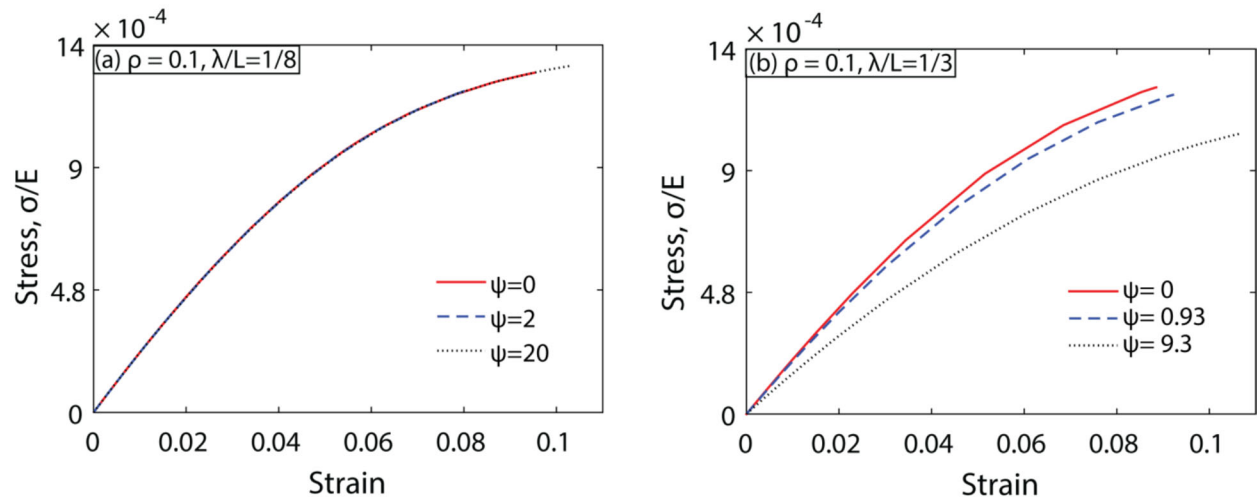 × 10⁻⁴
14
(a) ρ = 0.1, λ/L=1/8
9
4.8
0
Stress, σ/E
ψ=0
ψ=2
ψ=20
0 0.02 0.04 0.06 0.08 0.1
Strain
× 10⁻⁴
14
(b) ρ = 0.1, λ/L=1/3
9
4.8
0
Stress, σ/E
ψ= 0
ψ= 0.93
ψ= 9.3
0 0.02 0.04 0.06 0.08 0.1
Strain